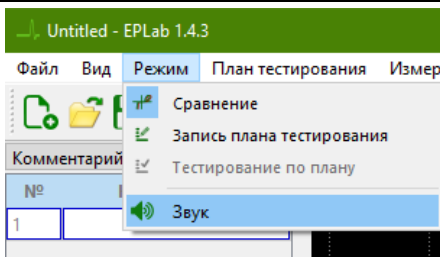 Untitled - EPLab 1.4.3
Файл Вид Режим План тестирования
Сравнение
Запись плана тестирования
Комментарий
Тестирование по плану
№
Звук
1